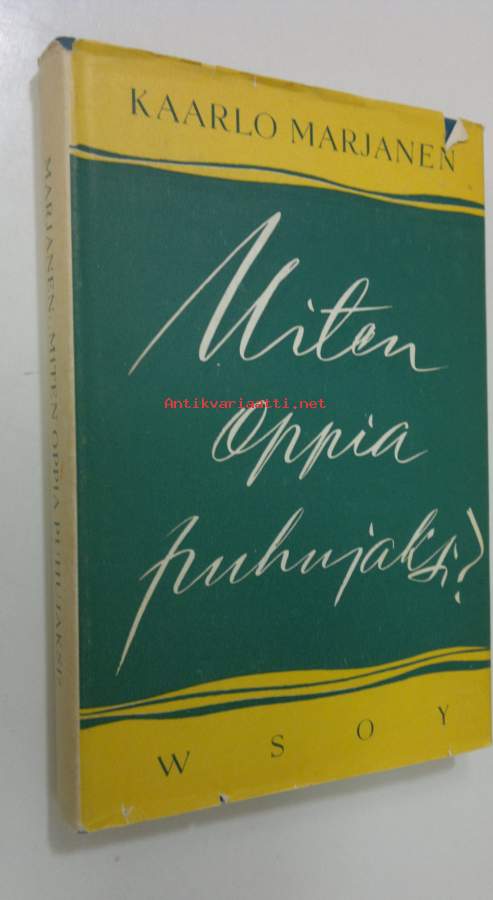 KAARLO MARJANEN
Miten
oppia
puhujaksi?
W S O Y
MARJANEN: MITEN OPPIA PUHUJAKSI?
Antikvariaatti.net